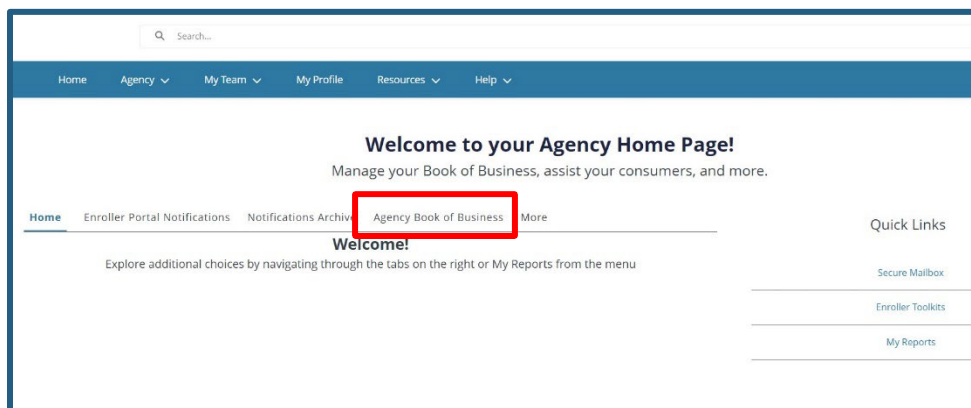 Search...
Home Agency My Team My Profile Resources Help
Welcome to your Agency Home Page!
Manage your Book of Business, assist your consumers, and more.
Home Enroller Portal Notifications Notifications Archive Agency Book of Business More
Quick Links
Welcome!
Explore additional choices by navigating through the tabs on the right or My Reports from the menu
Secure Mailbox
Enroller Toolkits
My Reports